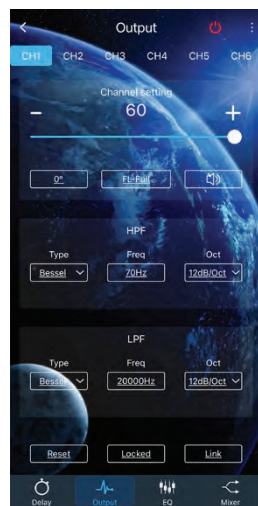 Output
CH1 CH2 CH3 CH4 CH5 CH6
Channel setting
− 60 +
0° FL-Full
HPF
Type Freq Oct
Bessel 70Hz 12dB/Oct
LPF
Type Freq Oct
Bessel 20000Hz 12dB/Oct
Reset Locked Link
Delay Output EQ Mixer